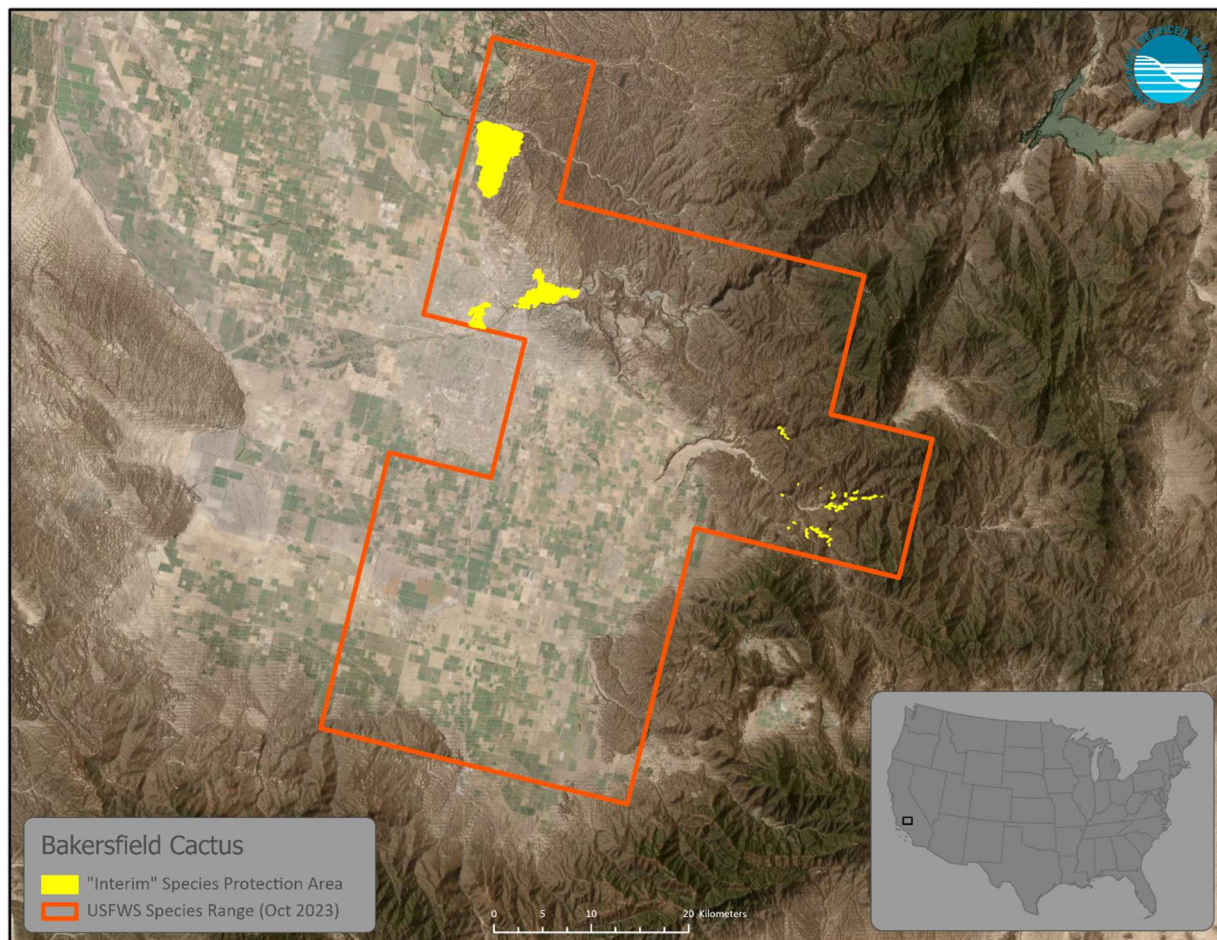 Bakersfield Cactus
"Interim" Species Protection Area
USFWS Species Range (Oct 2023)
0 5 10 20 Kilometers